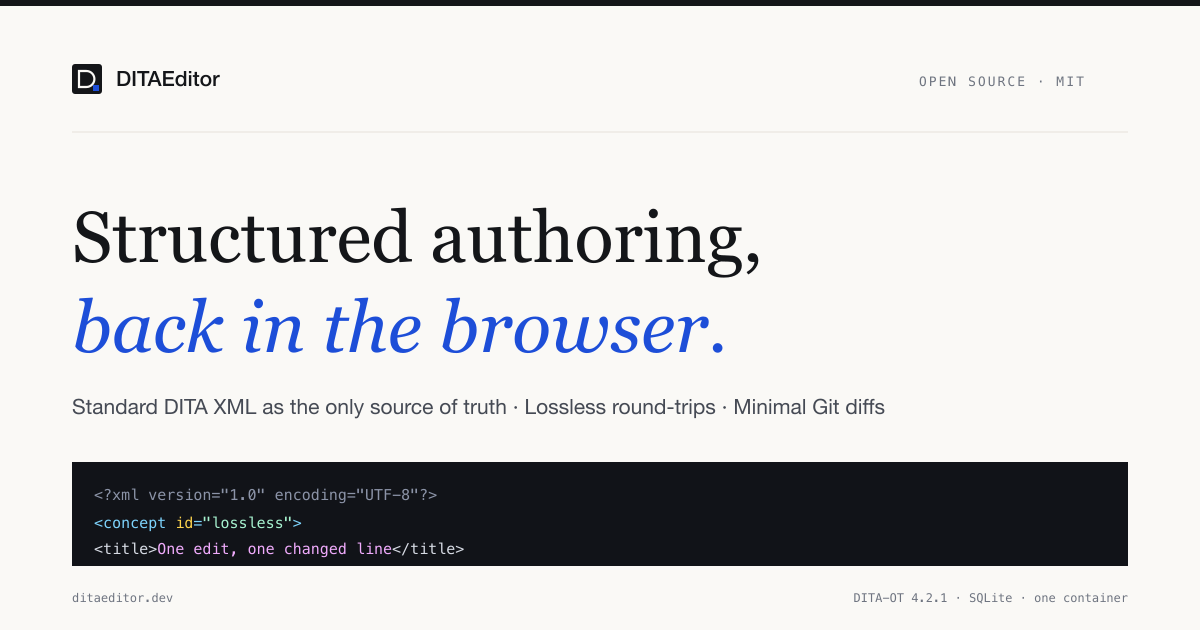 DITAEditor
OPEN SOURCE · MIT
Structured authoring,
back in the browser.
Standard DITA XML as the only source of truth · Lossless round-trips · Minimal Git diffs
<?xml version="1.0" encoding="UTF-8"?>
<concept id="lossless">
<title>One edit, one changed line</title>
ditaeditor.dev
DITA-OT 4.2.1 · SQLite · one container